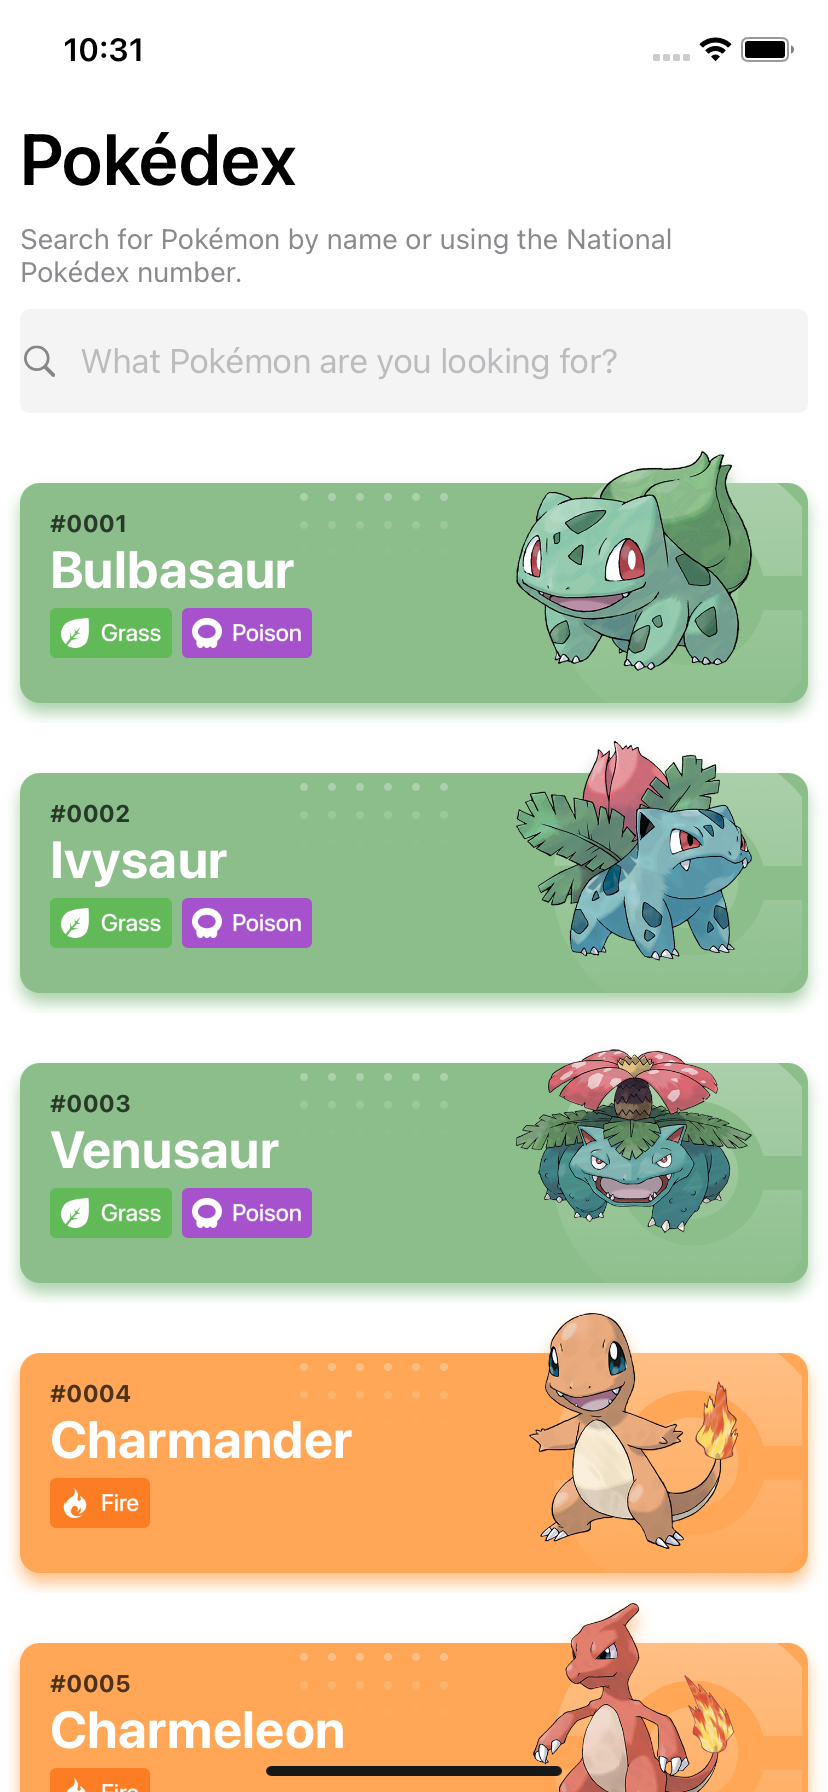 10:31
Pokédex
Search for Pokémon by name or using the National
Pokédex number.
What Pokémon are you looking for?
#0001
Bulbasaur
Grass Poison
#0002
Ivysaur
Grass Poison
#0003
Venusaur
Grass Poison
#0004
Charmander
Fire
#0005
Charmeleon
Fire